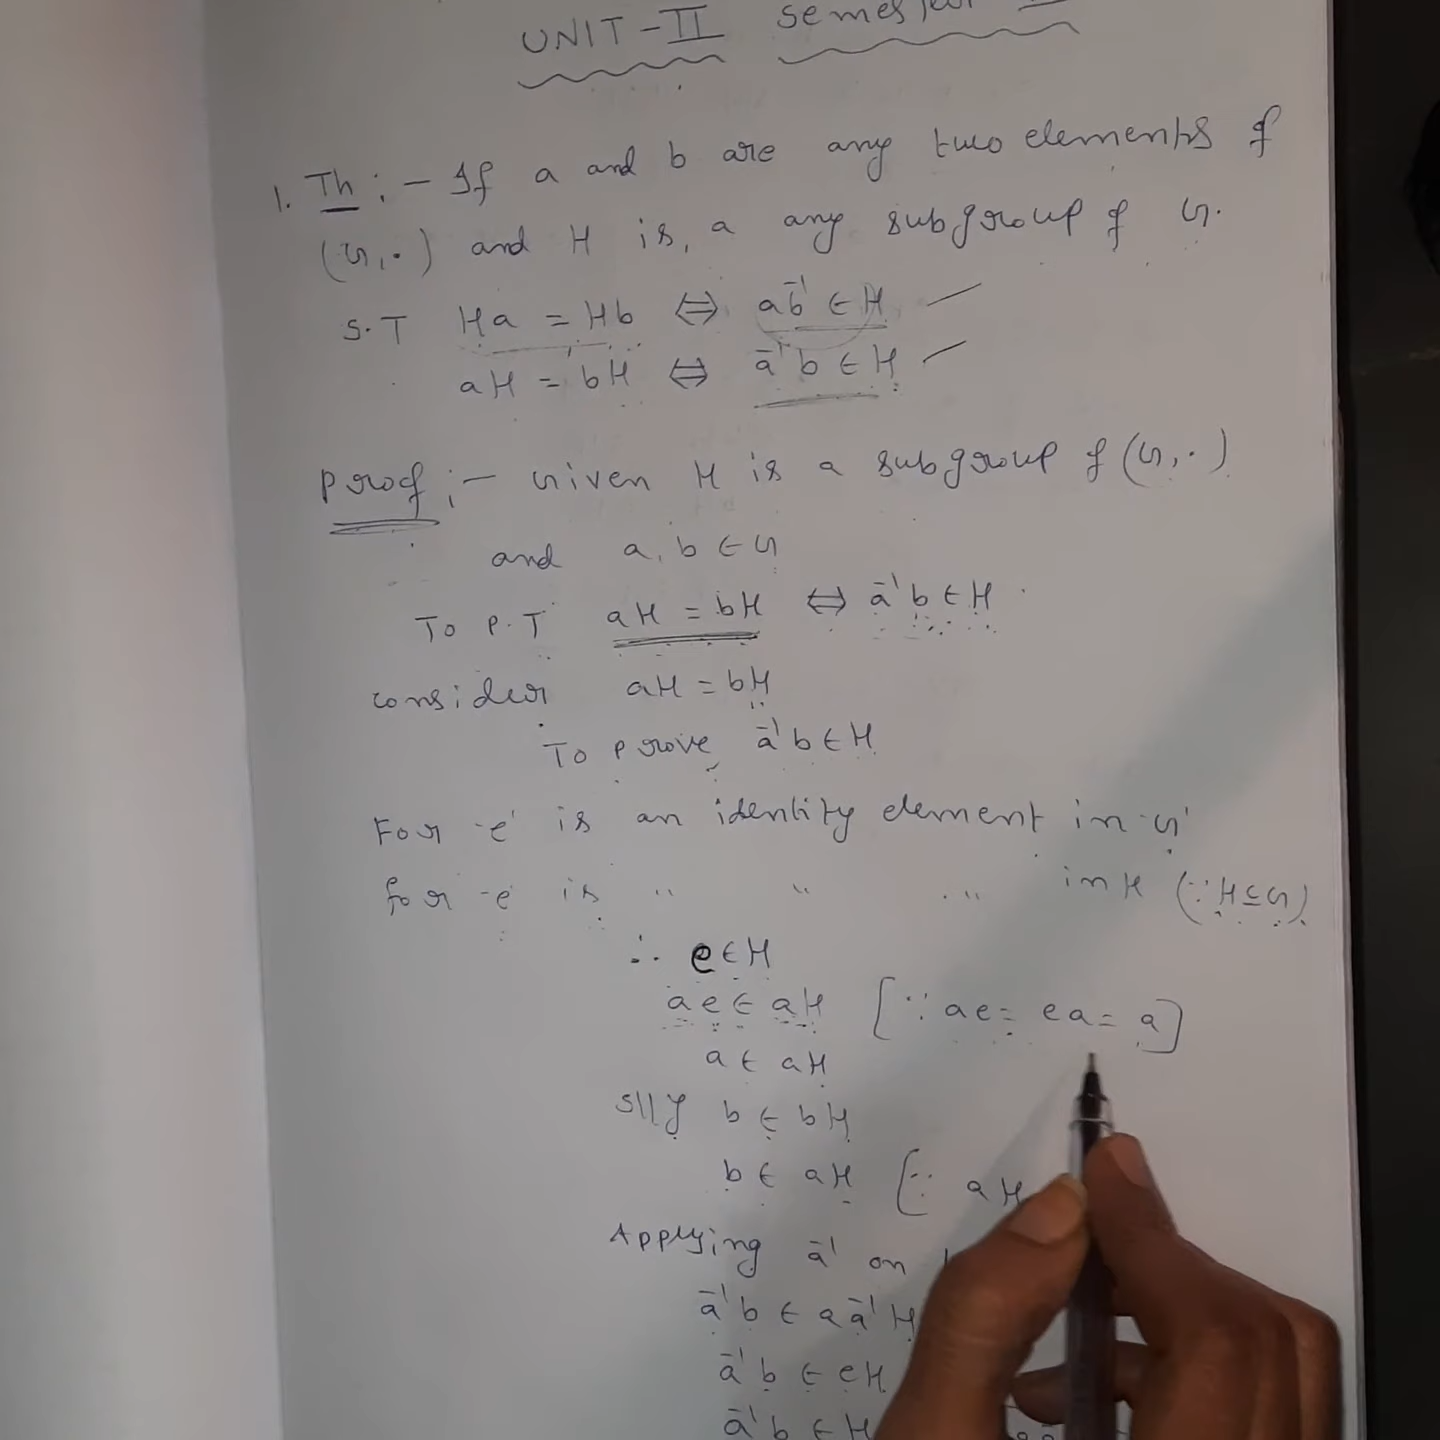 UNIT-II Semester
1. Th :- If a and b are any two elements of
(G, .) and H is, a any subgroup of G.
S.T Ha = Hb ⇔ ab⁻¹ ∈ H
aH = bH ⇔ a⁻¹b ∈ H
Proof :- Given H is a subgroup of (G, .)
and a, b ∈ G
To P.T aH = bH ⇔ a⁻¹b ∈ H
consider aH = bH
To prove a⁻¹b ∈ H
For 'e' is an identity element in 'G'
for 'e' is " " " in H (∵ H ⊆ G)
∴ e ∈ H
ae ∈ aH [∵ ae = ea = a]
a ∈ aH
Slly b ∈ bH
b ∈ aH [∵ aH
Applying a⁻¹ on
a⁻¹b ∈ aa⁻¹H
a⁻¹b ∈ eH
a⁻¹b ∈ H